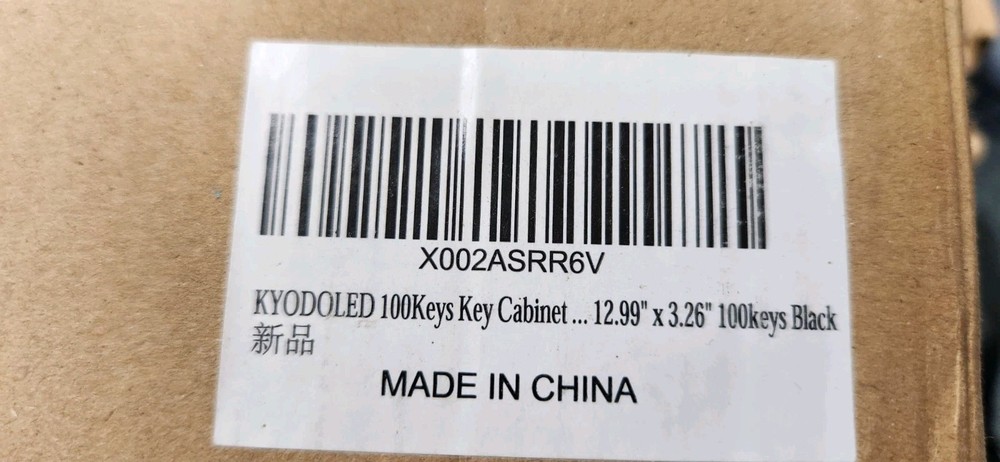 X002ASRR6V
KYODOLED 100Keys Key Cabinet ... 12.99" x 3.26" 100keys Black
新品
MADE IN CHINA